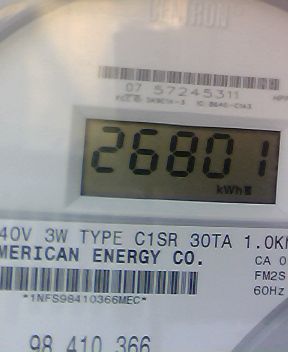 CENTRON
07 57245311
26801
kWh
40V 3W TYPE C1SR 30TA 1.0K
MERICAN ENERGY CO.
CA 0
FM2S
60Hz
*1NFS98410366MEC*
98 410 366